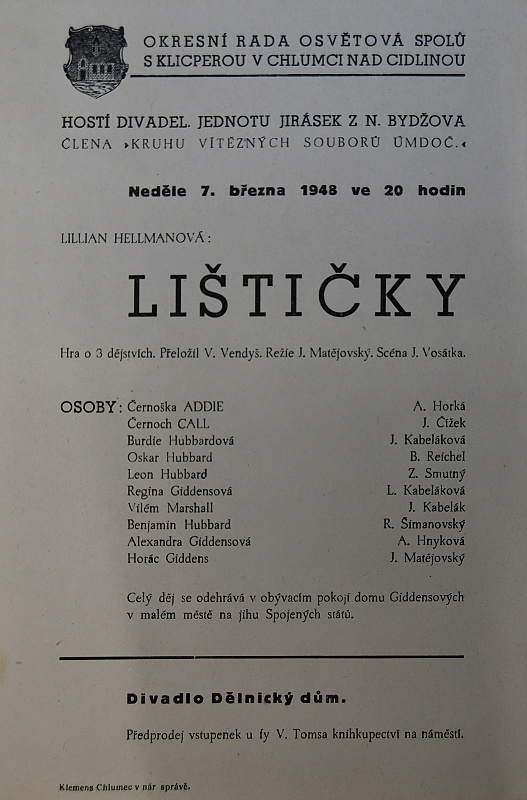 OKRESNÍ RADA OSVĚTOVÁ SPOLŮ
S KLICPEROU V CHLUMCI NAD CIDLINOU
HOSTÍ DIVADEL. JEDNOTU JIRÁSEK Z N. BYDŽOVA
ČLENA »KRUHU VÍTĚZNÝCH SOUBORŮ ÚMDOČ.«
Neděle 7. března 1948 ve 20 hodin
LILLIAN HELLMANOVÁ:
LIŠTIČKY
Hra o 3 dějstvích. Přeložil V. Vendyš. Režie J. Matějovský. Scéna J. Vosátka.
OSOBY: Černoška ADDIE A. Horká
Černoch CALL J. Čížek
Burdie Hubbardová J. Kabeláková
Oskar Hubbard B. Reichel
Leon Hubbard Z. Smutný
Regina Giddensová L. Kabeláková
Vilém Marshall J. Kabelák
Benjamin Hubbard R. Šimanovský
Alexandra Giddensová A. Hnyková
Horác Giddens J. Matějovský
Celý děj se odehrává v obývacím pokoji domu Giddensových
v malém městě na jihu Spojených států.
Divadlo Dělnický dům.
Předprodej vstupenek u fy V. Tomsa knihkupectví na náměstí.
Klemens Chlumec v nár správě.